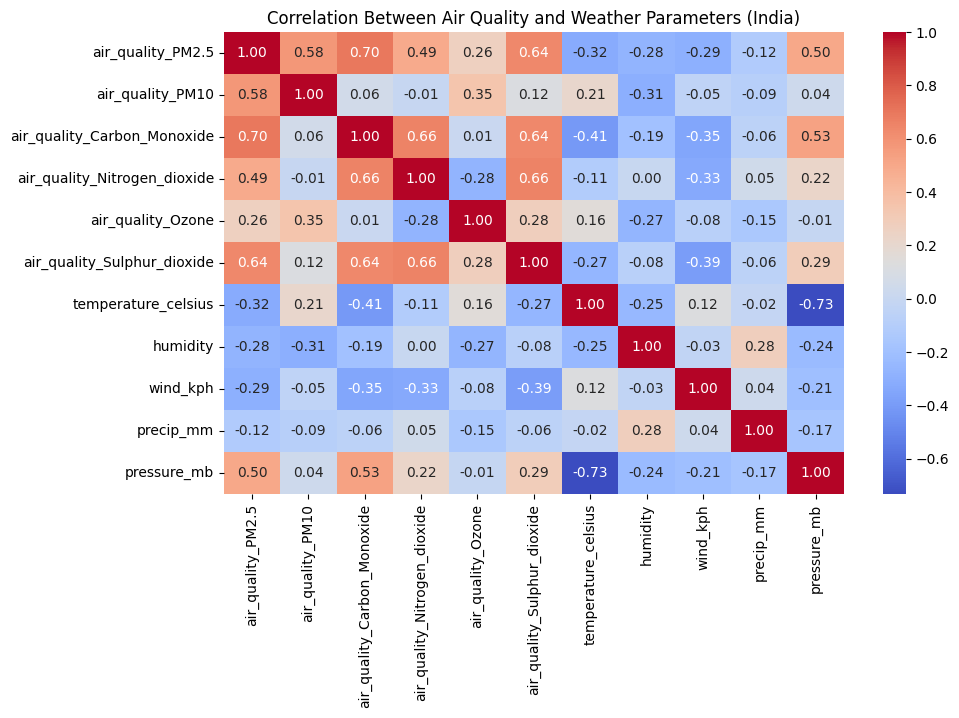 Correlation Between Air Quality and Weather Parameters (India)
air_quality_PM2.5 1.00 0.58 0.70 0.49 0.26 0.64 -0.32 -0.28 -0.29 -0.12 0.50
air_quality_PM10 0.58 1.00 0.06 -0.01 0.35 0.12 0.21 -0.31 -0.05 -0.09 0.04
air_quality_Carbon_Monoxide 0.70 0.06 1.00 0.66 0.01 0.64 -0.41 -0.19 -0.35 -0.06 0.53
air_quality_Nitrogen_dioxide 0.49 -0.01 0.66 1.00 -0.28 0.66 -0.11 0.00 -0.33 0.05 0.22
air_quality_Ozone 0.26 0.35 0.01 -0.28 1.00 0.28 0.16 -0.27 -0.08 -0.15 -0.01
air_quality_Sulphur_dioxide 0.64 0.12 0.64 0.66 0.28 1.00 -0.27 -0.08 -0.39 -0.06 0.29
temperature_celsius -0.32 0.21 -0.41 -0.11 0.16 -0.27 1.00 -0.25 0.12 -0.02 -0.73
humidity -0.28 -0.31 -0.19 0.00 -0.27 -0.08 -0.25 1.00 -0.03 0.28 -0.24
wind_kph -0.29 -0.05 -0.35 -0.33 -0.08 -0.39 0.12 -0.03 1.00 0.04 -0.21
precip_mm -0.12 -0.09 -0.06 0.05 -0.15 -0.06 -0.02 0.28 0.04 1.00 -0.17
pressure_mb 0.50 0.04 0.53 0.22 -0.01 0.29 -0.73 -0.24 -0.21 -0.17 1.00
air_quality_PM2.5
air_quality_PM10
air_quality_Carbon_Monoxide
air_quality_Nitrogen_dioxide
air_quality_Ozone
air_quality_Sulphur_dioxide
temperature_celsius
humidity
wind_kph
precip_mm
pressure_mb
1.0
0.8
0.6
0.4
0.2
0.0
−0.2
−0.4
−0.6